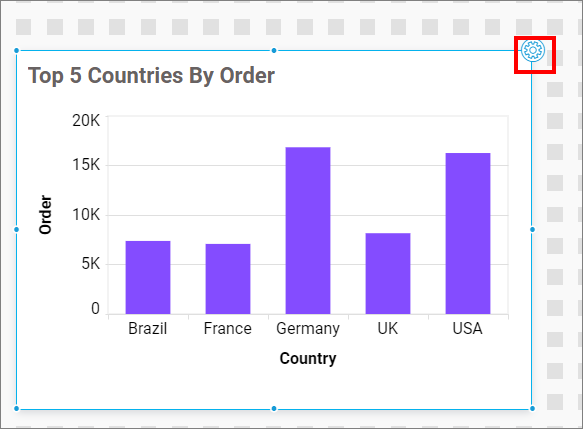 Top 5 Countries By Order
20K
15K
10K
5K
0
Order
Brazil France Germany UK USA
Country